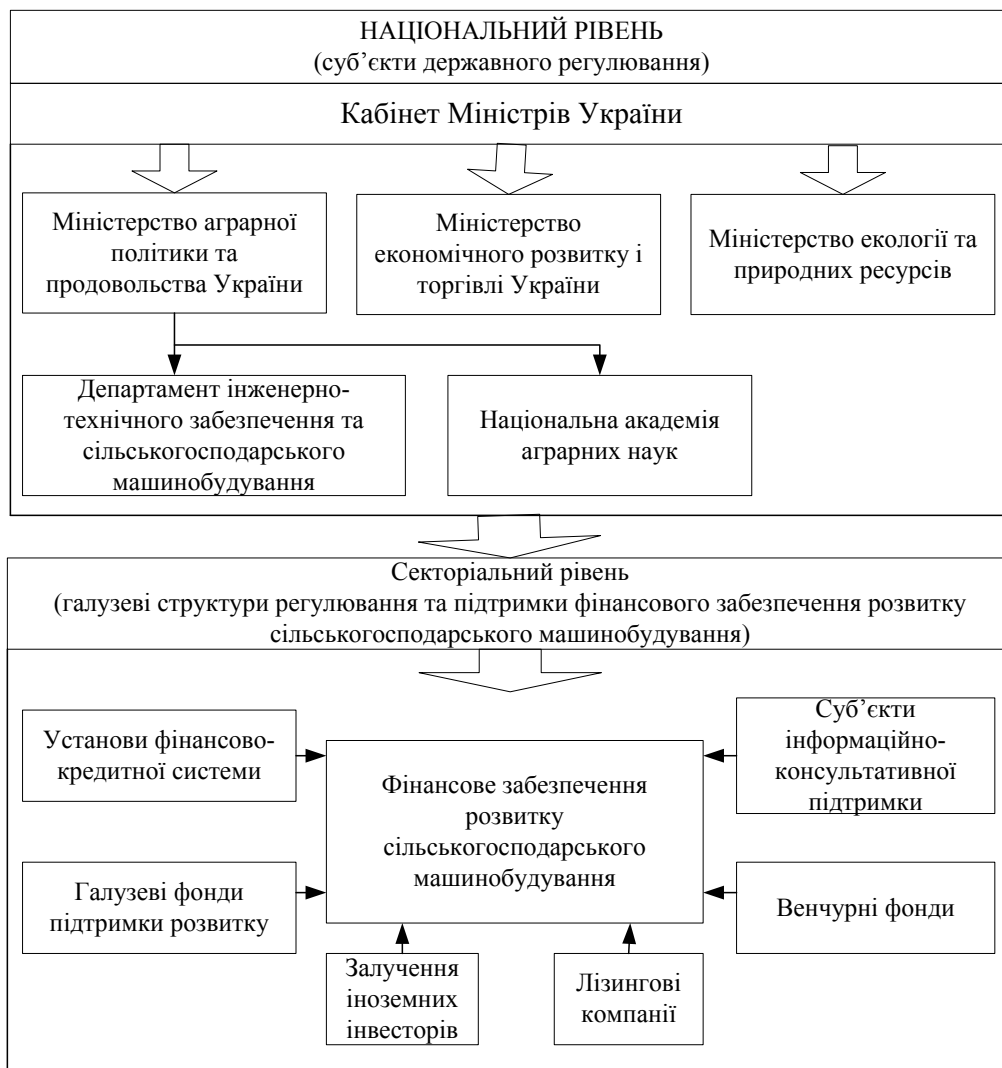 НАЦІОНАЛЬНИЙ РІВЕНЬ
(суб’єкти державного регулювання)
Кабінет Міністрів України
Міністерство аграрної
політики та
продовольства України
Міністерство
економічного розвитку і
торгівлі України
Міністерство екології та
природних ресурсів
Департамент інженерно-
технічного забезпечення та
сільськогосподарського
машинобудування
Національна академія
аграрних наук
Секторіальний рівень
(галузеві структури регулювання та підтримки фінансового забезпечення розвитку
сільськогосподарського машинобудування)
Установи фінансово-
кредитної системи
Фінансове забезпечення
розвитку
сільськогосподарського
машинобудування
Суб’єкти
інформаційно-
консультативної
підтримки
Галузеві фонди
підтримки розвитку
Венчурні фонди
Залучення
іноземних
інвесторів
Лізингові
компанії